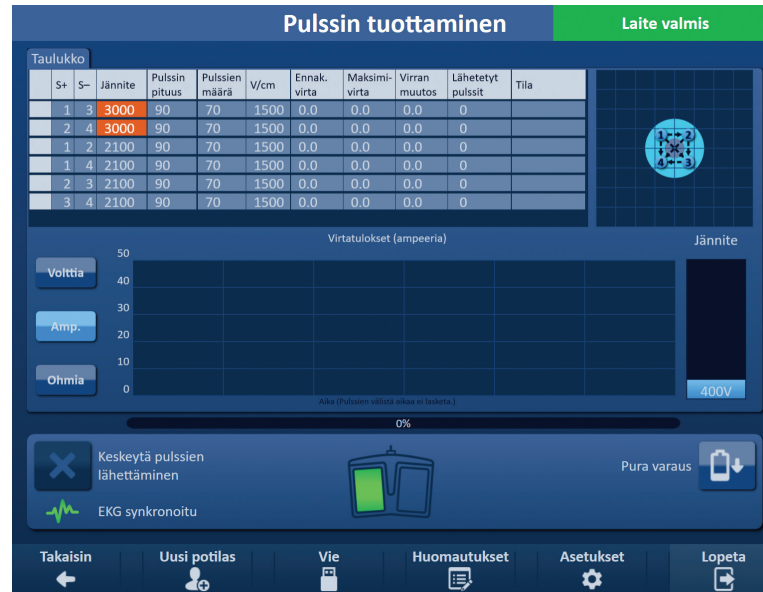 Pulssin tuottaminen
Laite valmis
Taulukko
S+ S– Jännite Pulssin pituus Pulssien määrä V/cm Ennak. virta Maksimi-virta Virran muutos Lähetetyt pulssit Tila
1 3 3000 90 70 1500 0.0 0.0 0.0 0
2 4 3000 90 70 1500 0.0 0.0 0.0 0
1 2 2100 90 70 1500 0.0 0.0 0.0 0
1 4 2100 90 70 1500 0.0 0.0 0.0 0
2 3 2100 90 70 1500 0.0 0.0 0.0 0
3 4 2100 90 70 1500 0.0 0.0 0.0 0
1 2
4 3
Virtatulokset (ampeeria)
Jännite
Volttia
Amp.
Ohmia
50
40
30
20
10
0
Aika (Pulssien välistä aikaa ei lasketa.)
400V
0%
Keskeytä pulssien
lähettäminen
EKG synkronoitu
Pura varaus
Takaisin
Uusi potilas
Vie
Huomautukset
Asetukset
Lopeta